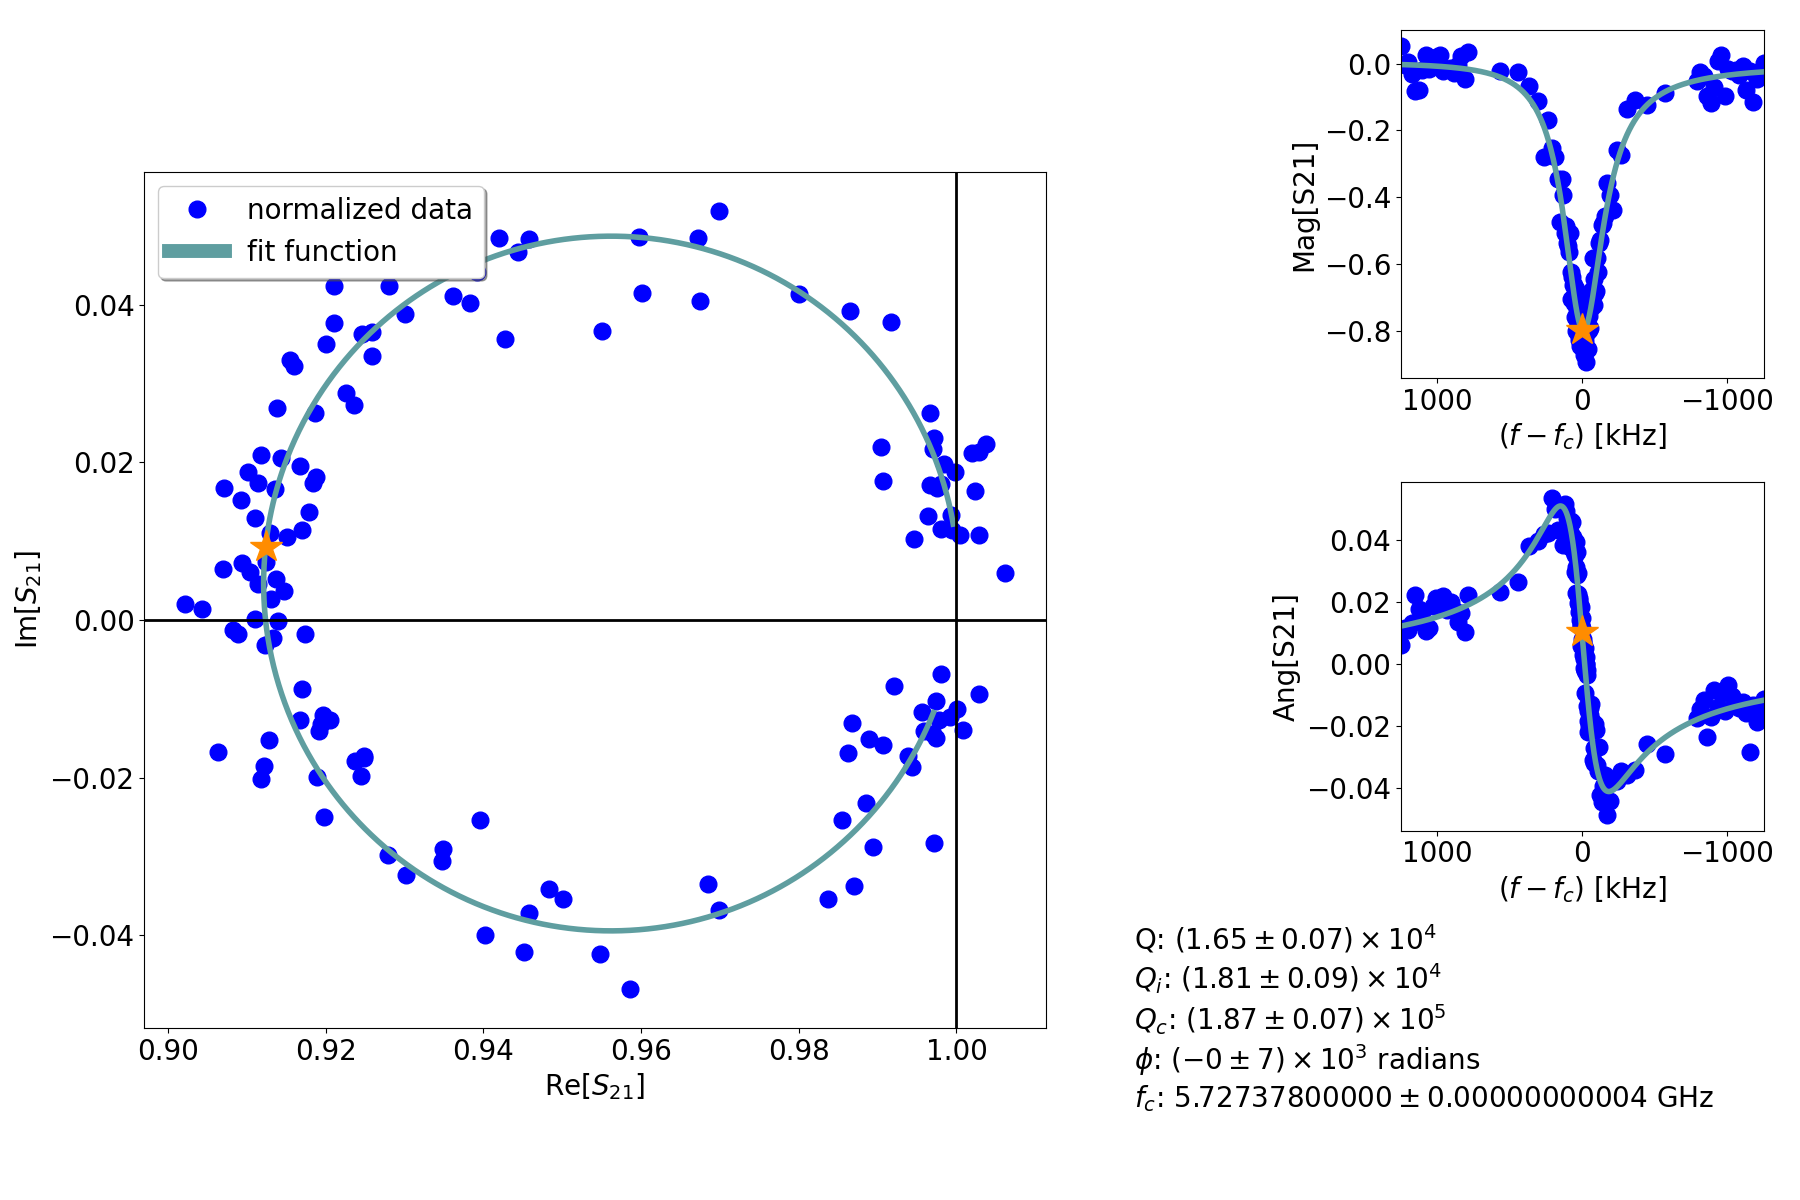 normalized data
fit function
0.04
0.02
0.00
−0.02
−0.04
Im[S21]
0.90 0.92 0.94 0.96 0.98 1.00
Re[S21]
0.0
−0.2
−0.4
−0.6
−0.8
Mag[S21]
1000 0 −1000
(f − fc) [kHz]
0.04
0.02
0.00
−0.02
−0.04
Ang[S21]
1000 0 −1000
(f − fc) [kHz]
Q: (1.65 ± 0.07) × 10^4
Qi: (1.81 ± 0.09) × 10^4
Qc: (1.87 ± 0.07) × 10^5
ϕ: (−0 ± 7) × 10^3 radians
fc: 5.72737800000 ± 0.00000000004 GHz